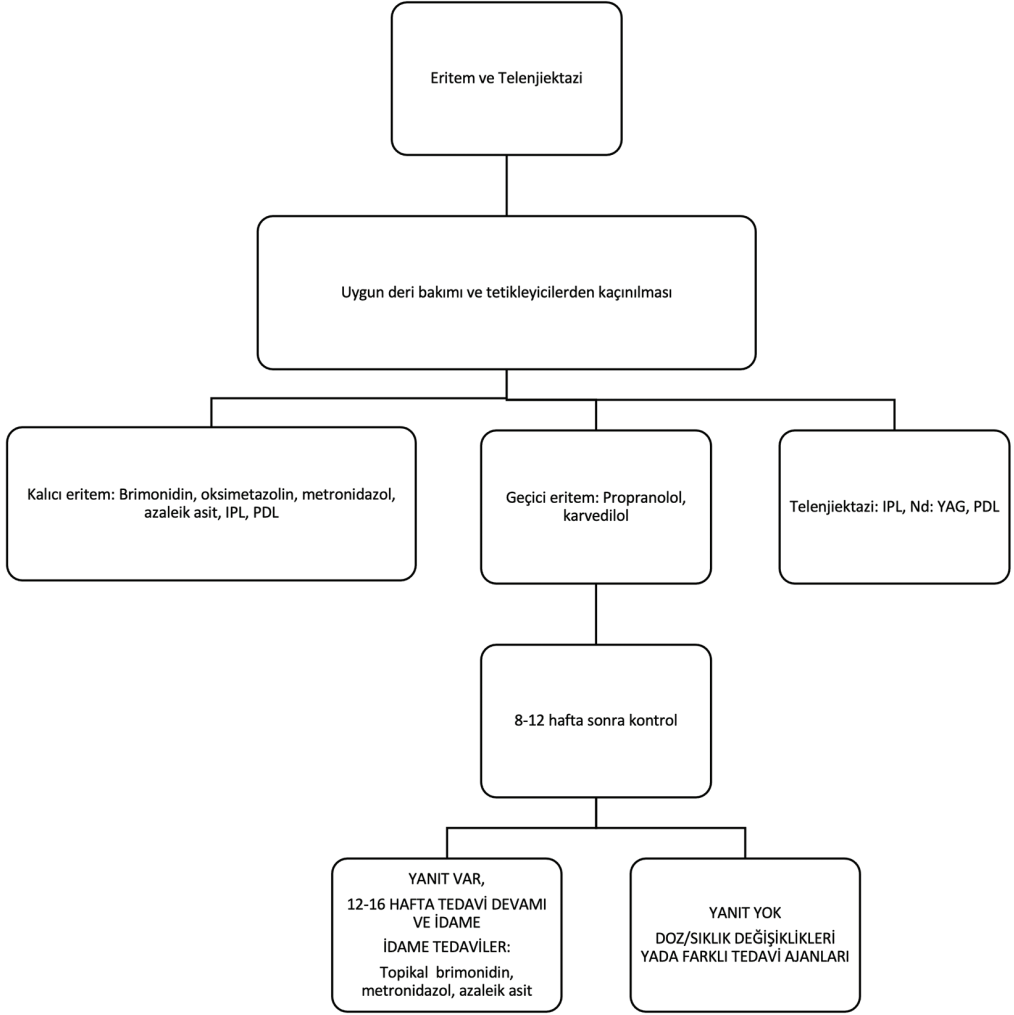 Eritem ve Telenjiektazi
Uygun deri bakımı ve tetikleyicilerden kaçınılması
Kalıcı eritem: Brimonidin, oksimetazolin, metronidazol,
azaleik asit, IPL, PDL
Geçici eritem: Propranolol,
karvedilol
Telenjiektazi: IPL, Nd: YAG, PDL
8-12 hafta sonra kontrol
YANIT VAR,
12-16 HAFTA TEDAVİ DEVAMI
VE İDAME
İDAME TEDAVİLER:
Topikal  brimonidin,
metronidazol, azaleik asit
YANIT YOK
DOZ/SIKLIK DEĞİŞİKLİKLERİ
YADA FARKLI TEDAVİ AJANLARI